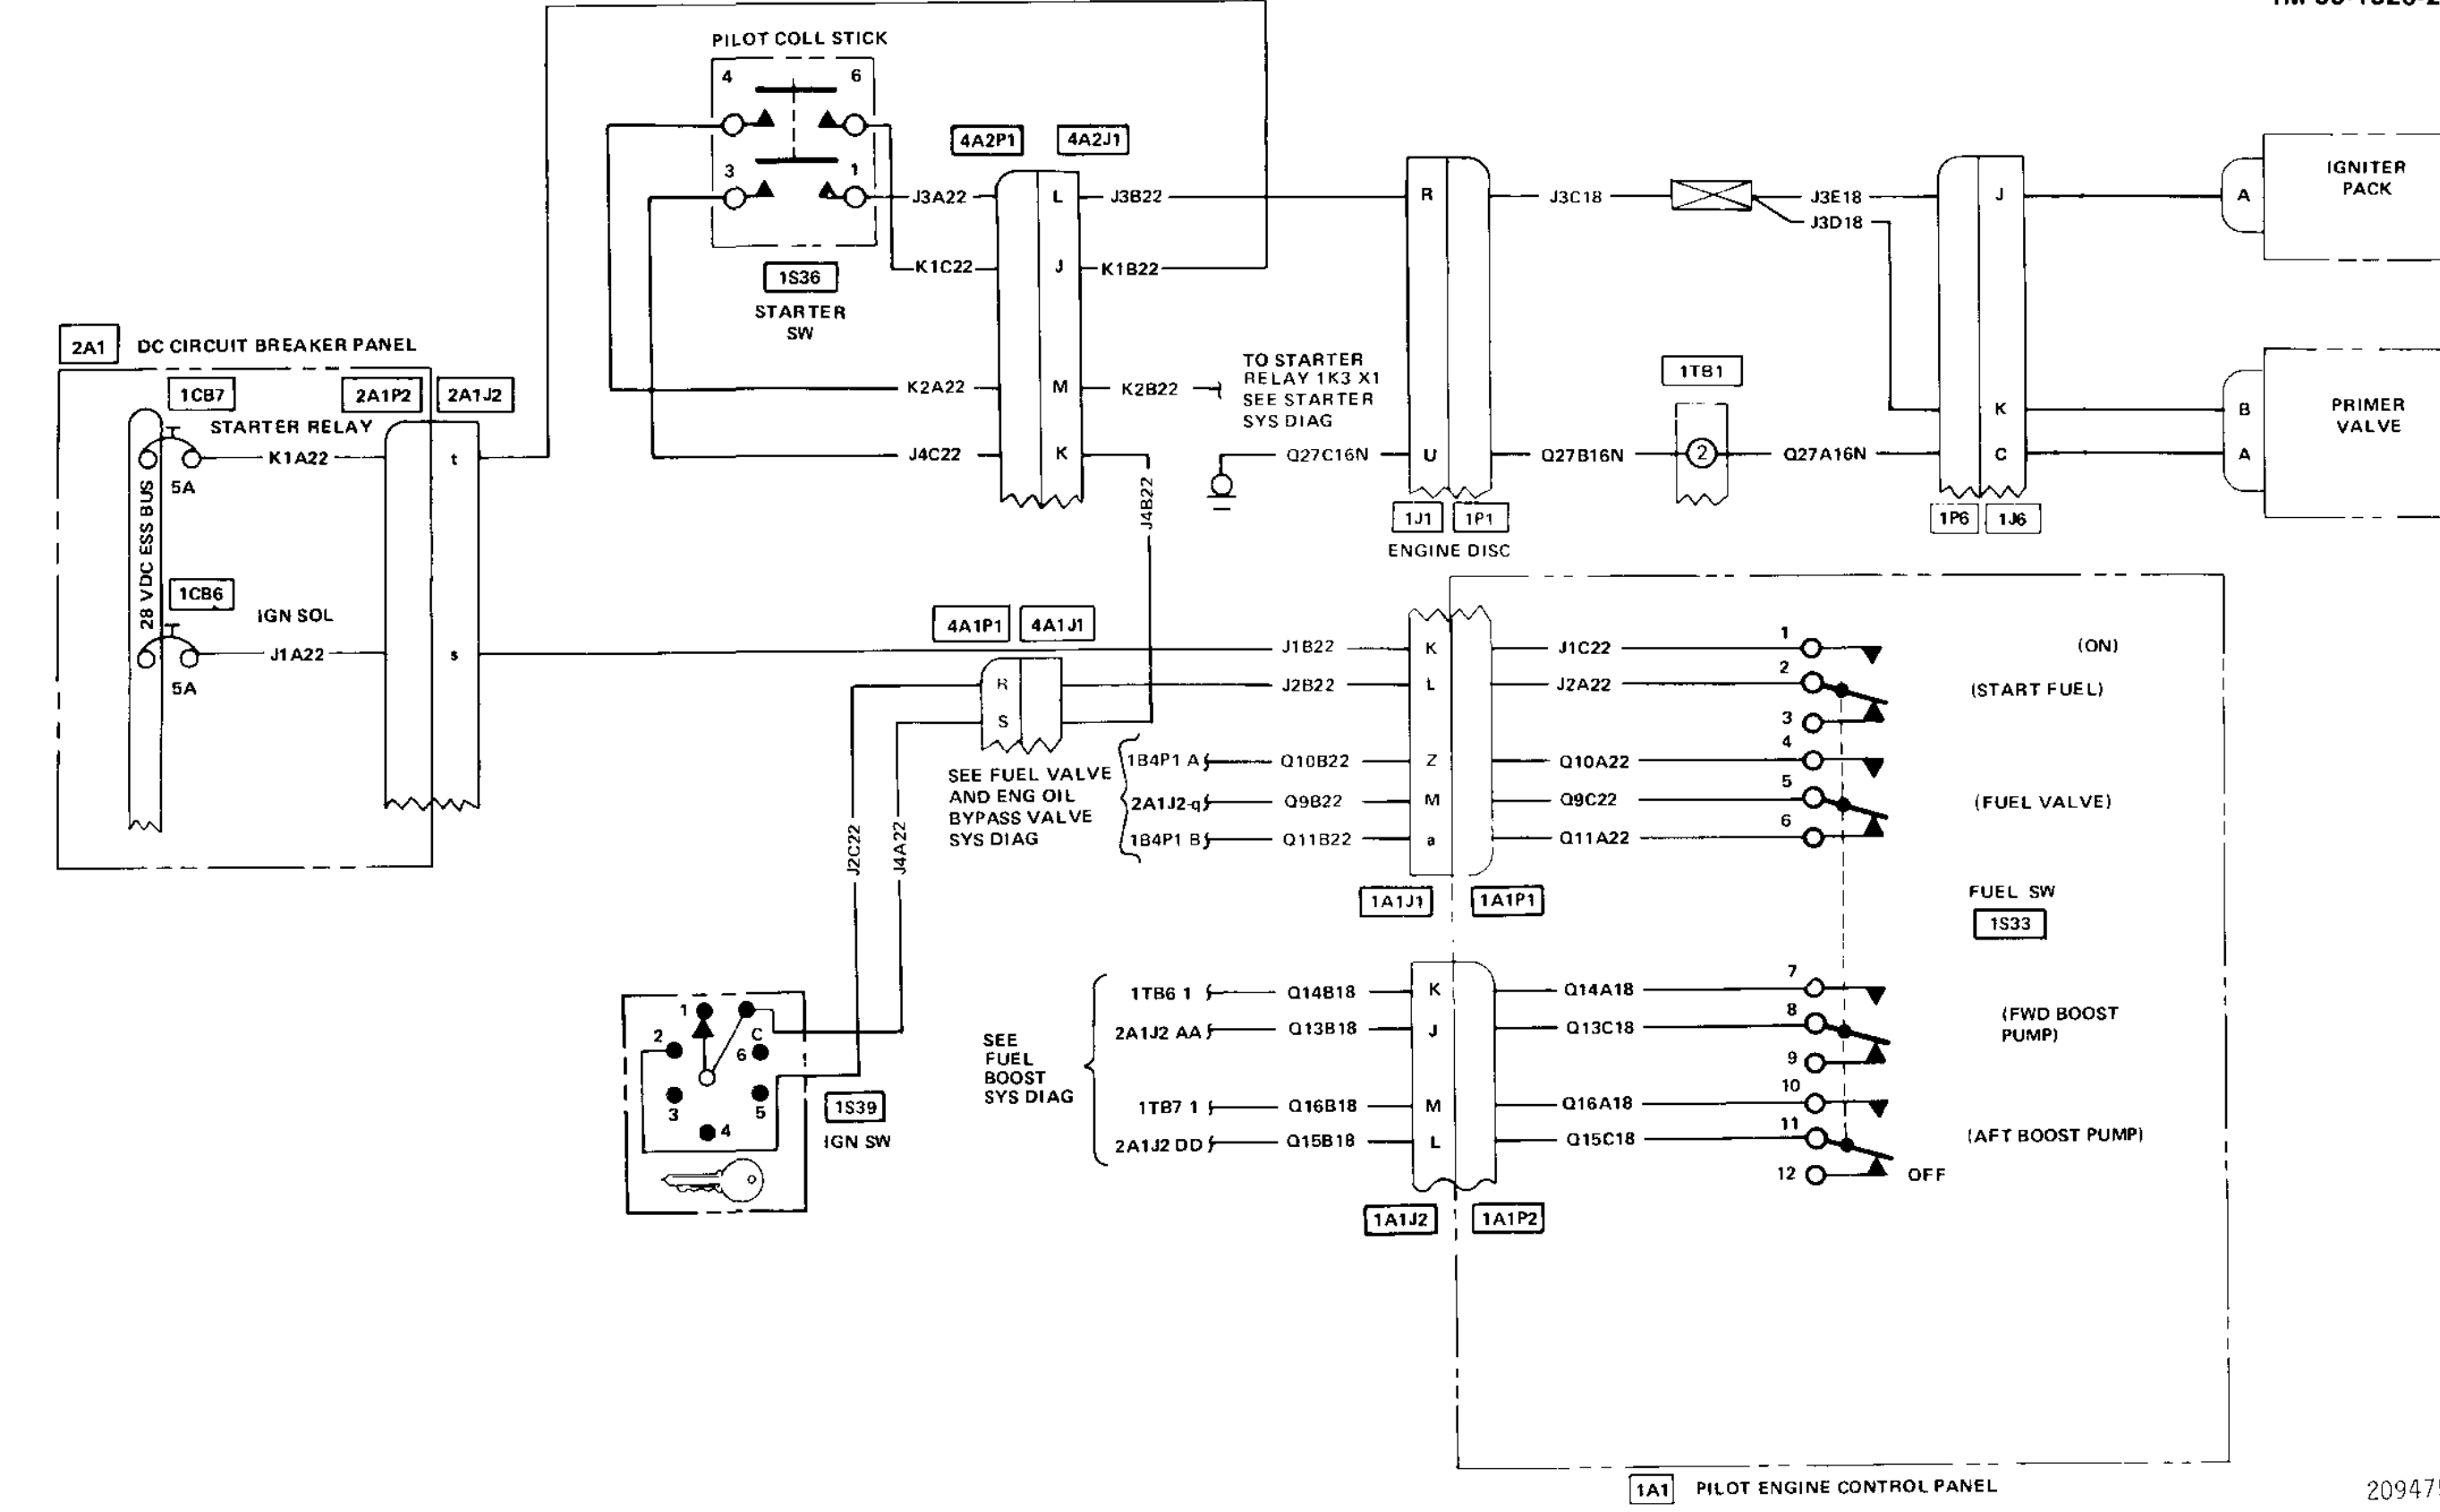 PILOT COLL STICK
4 6
3 1
1S36
STARTER
SW
4A2P1 4A2J1
J3A22 L J3B22
K1C22 J K1B22
K2A22 M K2B22
J4C22 K
J4B22
TO STARTER
RELAY 1K3 X1
SEE STARTER
SYS DIAG
Q27C16N U Q27B16N 2 Q27A16N C A
R J3C18 J3E18 J A
J3D18
K B
1TB1
IGNITER
PACK
PRIMER
VALVE
1J1 1P1
ENGINE DISC
1P6 1J6
2A1 DC CIRCUIT BREAKER PANEL
1CB7 2A1P2 2A1J2
STARTER RELAY
K1A22 t
5A
28 VDC ESS BUS
1CB6
IGN SOL
J1A22 s
5A
4A1P1 4A1J1
R
S
J1B22 K J1C22 1 (ON)
J2B22 L J2A22 2 (START FUEL)
3
1B4P1 A Q10B22 Z Q10A22 4
2A1J2-q Q9B22 M Q9C22 5 (FUEL VALVE)
1B4P1 B Q11B22 a Q11A22 6
SEE FUEL VALVE
AND ENG OIL
BYPASS VALVE
SYS DIAG
J2C22
J4A22
1A1J1 1A1P1
FUEL SW
1S33
1
2 C
6
3 5
4
1S39
IGN SW
SEE
FUEL
BOOST
SYS DIAG
1TB6 1 Q14B18 K Q14A18 7
2A1J2 AA Q13B18 J Q13C18 8
(FWD BOOST
PUMP)
9
1TB7 1 Q16B18 M Q16A18 10
2A1J2 DD Q15B18 L Q15C18 11 (AFT BOOST PUMP)
12 OFF
1A1J2 1A1P2
1A1 PILOT ENGINE CONTROL PANEL